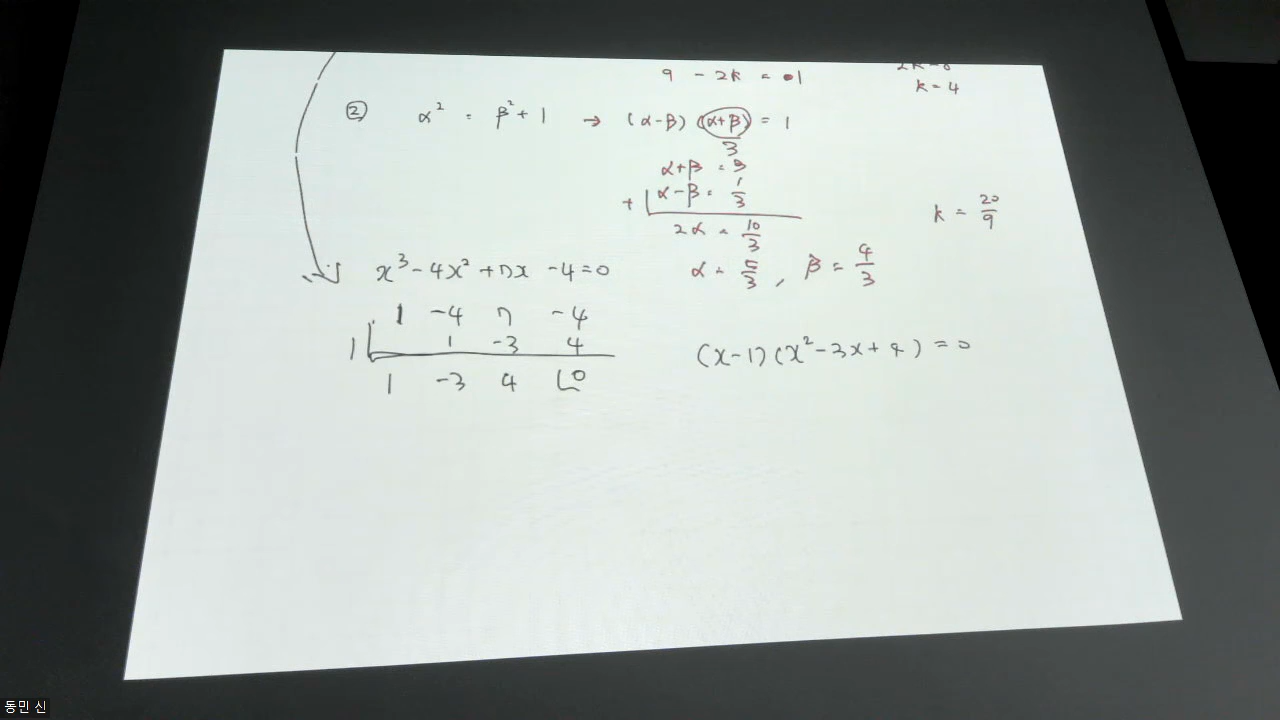 9 - 2k = 1
k = 4
② α² = β² + 1 → (α-β)(α+β) = 1
3
α+β = 3
+ α-β = 1/3
2α = 10/3
k = 20/9
α = 5/3, β = 4/3
x³ - 4x² + 7x - 4 = 0
1 -4 7 -4
1 1 -3 4
1 -3 4 0
(x-1)(x²-3x+4) = 0
동민 신